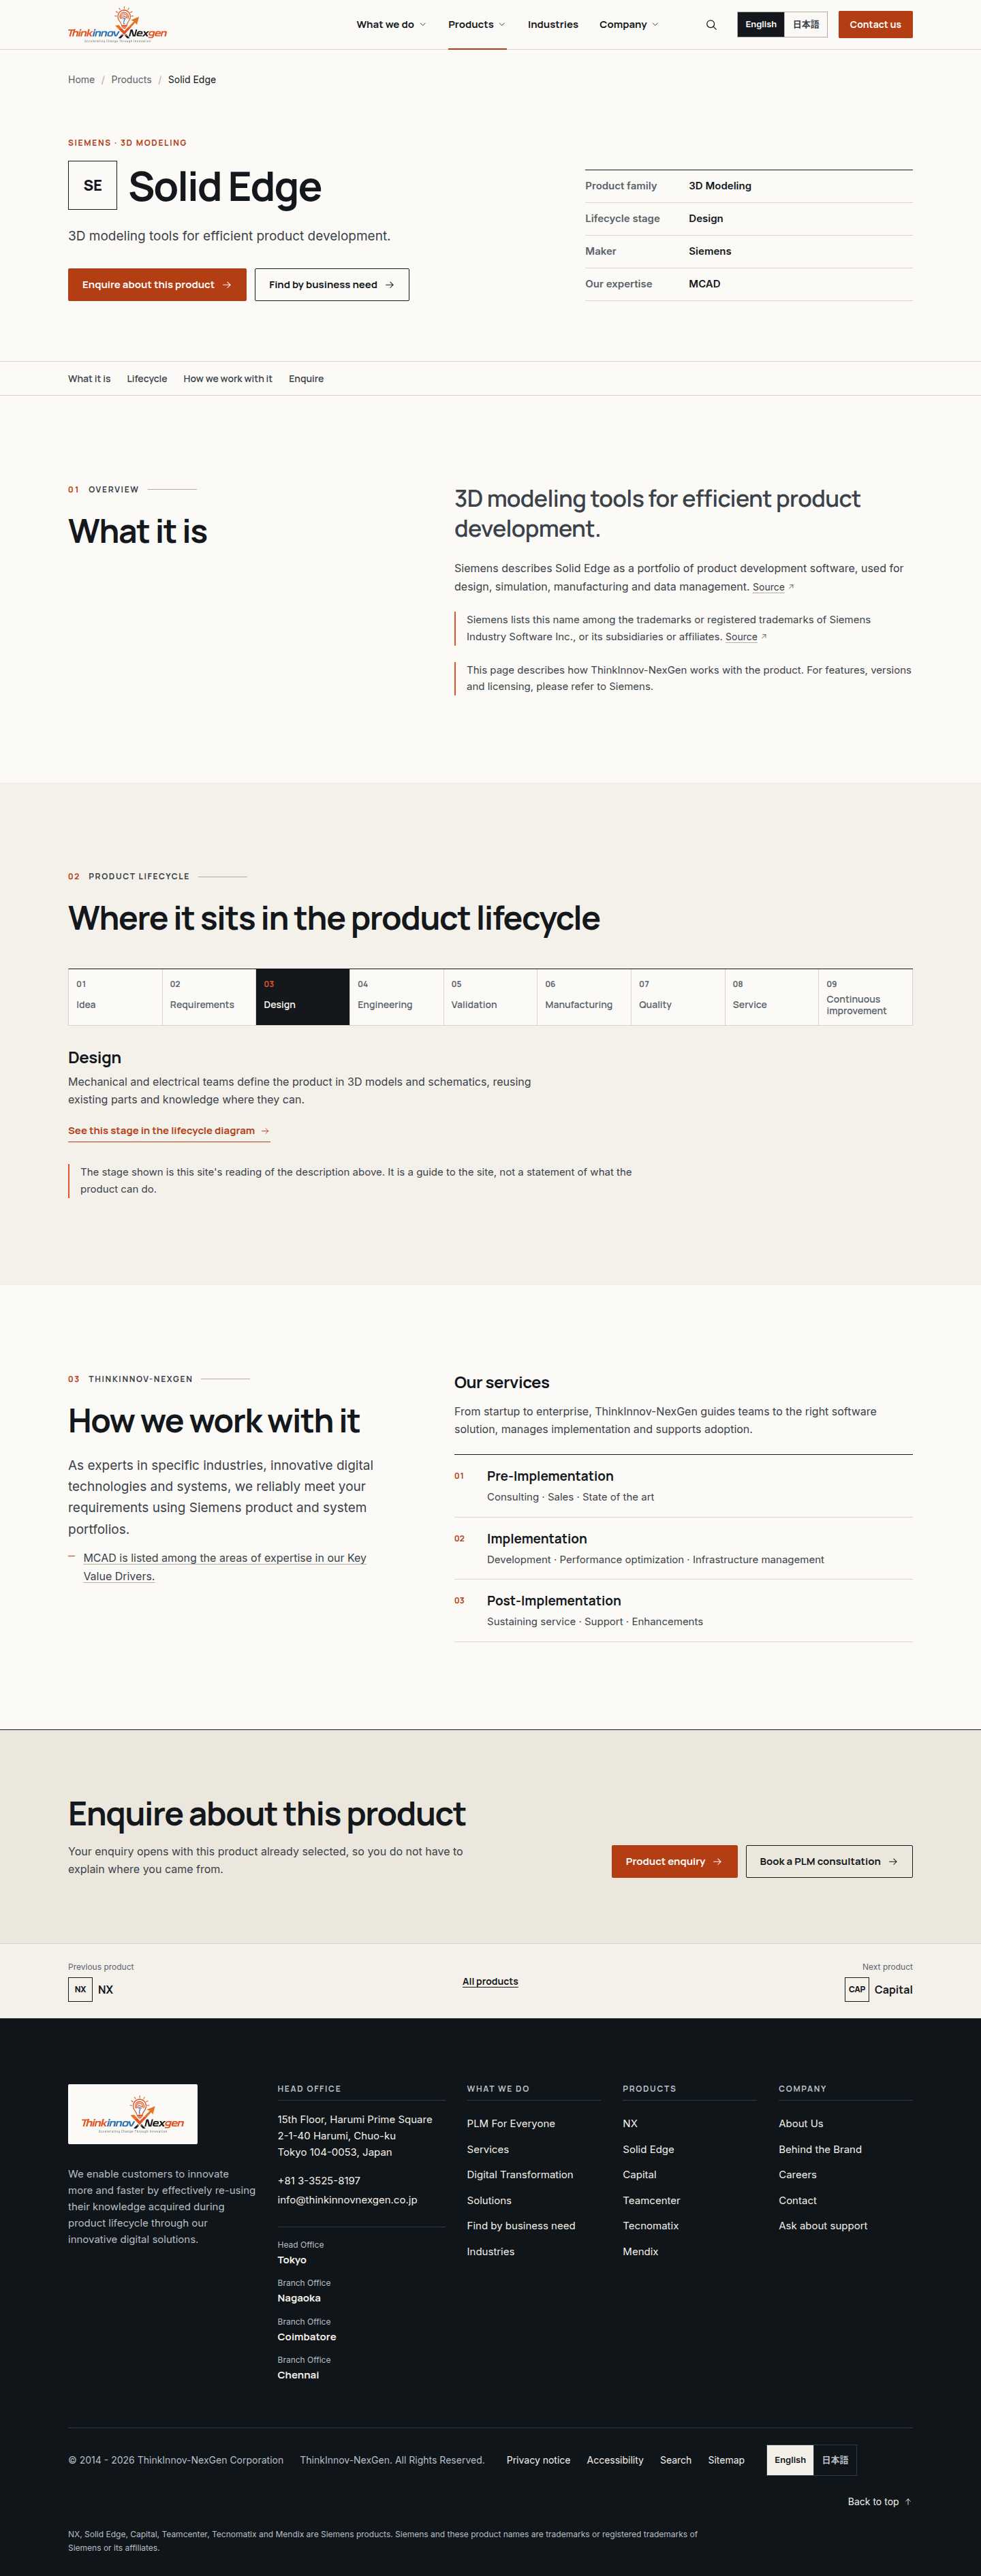 ThinkinnovXNexgen
What we do
Products
Industries
Company
English
日本語
Contact us
Home / Products / Solid Edge
SIEMENS · 3D MODELING
SE
Solid Edge
3D modeling tools for efficient product development.
Enquire about this product →
Find by business need →
Product family 3D Modeling
Lifecycle stage Design
Maker Siemens
Our expertise MCAD
What it is
Lifecycle
How we work with it
Enquire
01 OVERVIEW
What it is
3D modeling tools for efficient product
development.
Siemens describes Solid Edge as a portfolio of product development software, used for
design, simulation, manufacturing and data management. Source ↗
Siemens lists this name among the trademarks or registered trademarks of Siemens
Industry Software Inc., or its subsidiaries or affiliates. Source ↗
This page describes how ThinkInnov-NexGen works with the product. For features, versions
and licensing, please refer to Siemens.
02 PRODUCT LIFECYCLE
Where it sits in the product lifecycle
01
Idea
02
Requirements
03
Design
04
Engineering
05
Validation
06
Manufacturing
07
Quality
08
Service
09
Continuous
improvement
Design
Mechanical and electrical teams define the product in 3D models and schematics, reusing
existing parts and knowledge where they can.
See this stage in the lifecycle diagram →
The stage shown is this site's reading of the description above. It is a guide to the site, not a statement of what the
product can do.
03 THINKINNOV-NEXGEN
How we work with it
As experts in specific industries, innovative digital
technologies and systems, we reliably meet your
requirements using Siemens product and system
portfolios.
— MCAD is listed among the areas of expertise in our Key
Value Drivers.
Our services
From startup to enterprise, ThinkInnov-NexGen guides teams to the right software
solution, manages implementation and supports adoption.
01 Pre-Implementation
Consulting · Sales · State of the art
02 Implementation
Development · Performance optimization · Infrastructure management
03 Post-Implementation
Sustaining service · Support · Enhancements
Enquire about this product
Your enquiry opens with this product already selected, so you do not have to
explain where you came from.
Product enquiry →
Book a PLM consultation →
Previous product
NX NX
All products
Next product
CAP Capital
ThinkinnovXNexgen
We enable customers to innovate
more and faster by effectively re-using
their knowledge acquired during
product lifecycle through our
innovative digital solutions.
HEAD OFFICE
15th Floor, Harumi Prime Square
2-1-40 Harumi, Chuo-ku
Tokyo 104-0053, Japan
+81 3-3525-8197
info@thinkinnovnexgen.co.jp
Head Office
Tokyo
Branch Office
Nagaoka
Branch Office
Coimbatore
Branch Office
Chennai
WHAT WE DO
PLM For Everyone
Services
Digital Transformation
Solutions
Find by business need
Industries
PRODUCTS
NX
Solid Edge
Capital
Teamcenter
Tecnomatix
Mendix
COMPANY
About Us
Behind the Brand
Careers
Contact
Ask about support
© 2014 - 2026 ThinkInnov-NexGen Corporation
ThinkInnov-NexGen. All Rights Reserved.
Privacy notice
Accessibility
Search
Sitemap
English
日本語
Back to top ↑
NX, Solid Edge, Capital, Teamcenter, Tecnomatix and Mendix are Siemens products. Siemens and these product names are trademarks or registered trademarks of
Siemens or its affiliates.